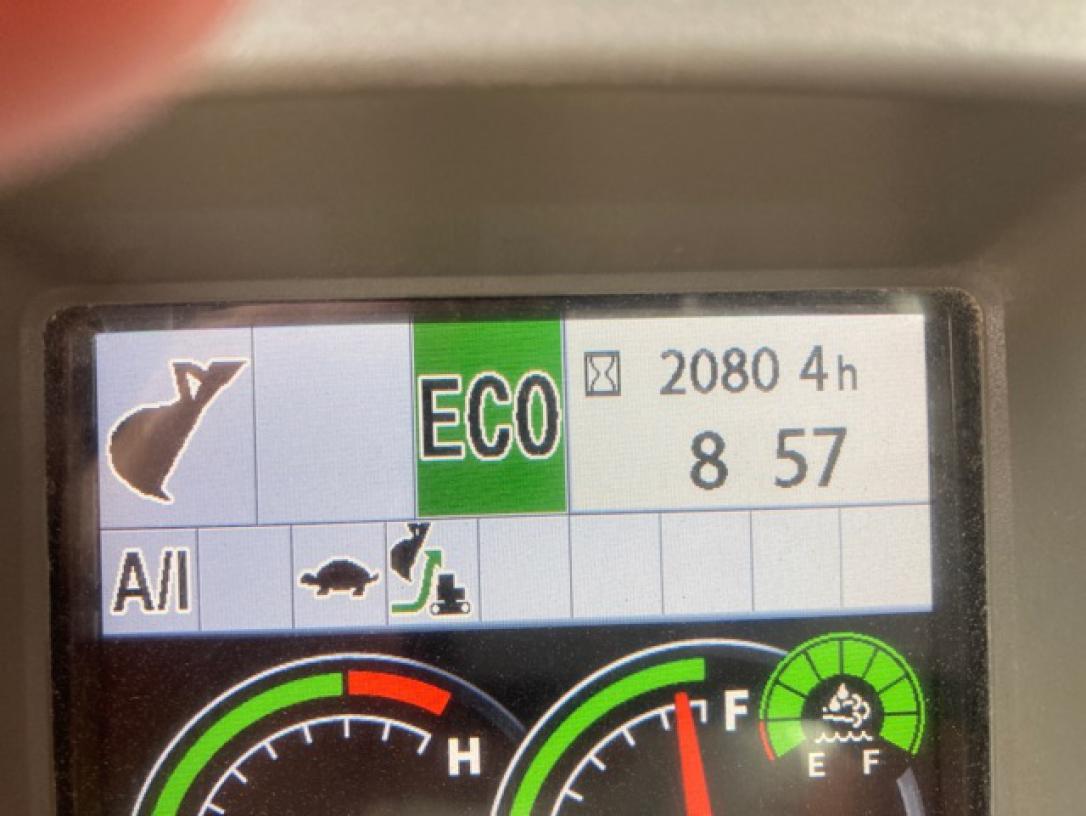 ECO
2080 4h
8 57
A/I
H
F
E F